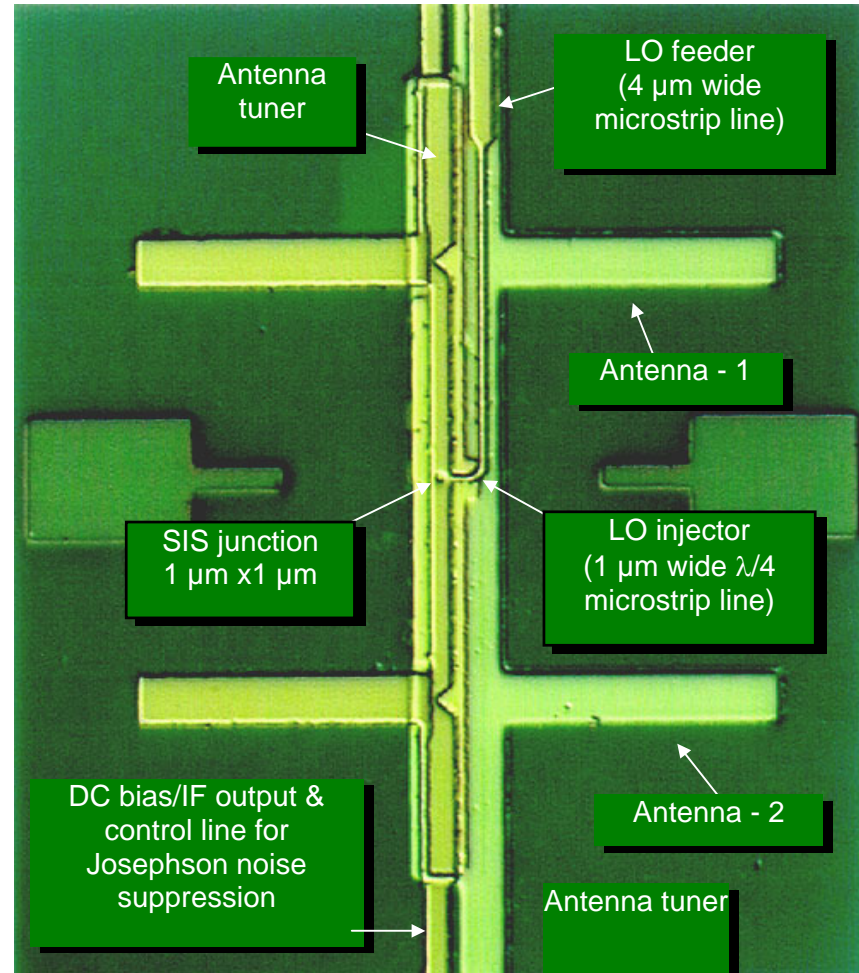 Antenna
tuner
LO feeder
(4 µm wide
microstrip line)
Antenna - 1
SIS junction
1 µm x1 µm
LO injector
(1 µm wide λ/4
microstrip line)
DC bias/IF output &
control line for
Josephson noise
suppression
Antenna - 2
Antenna tuner